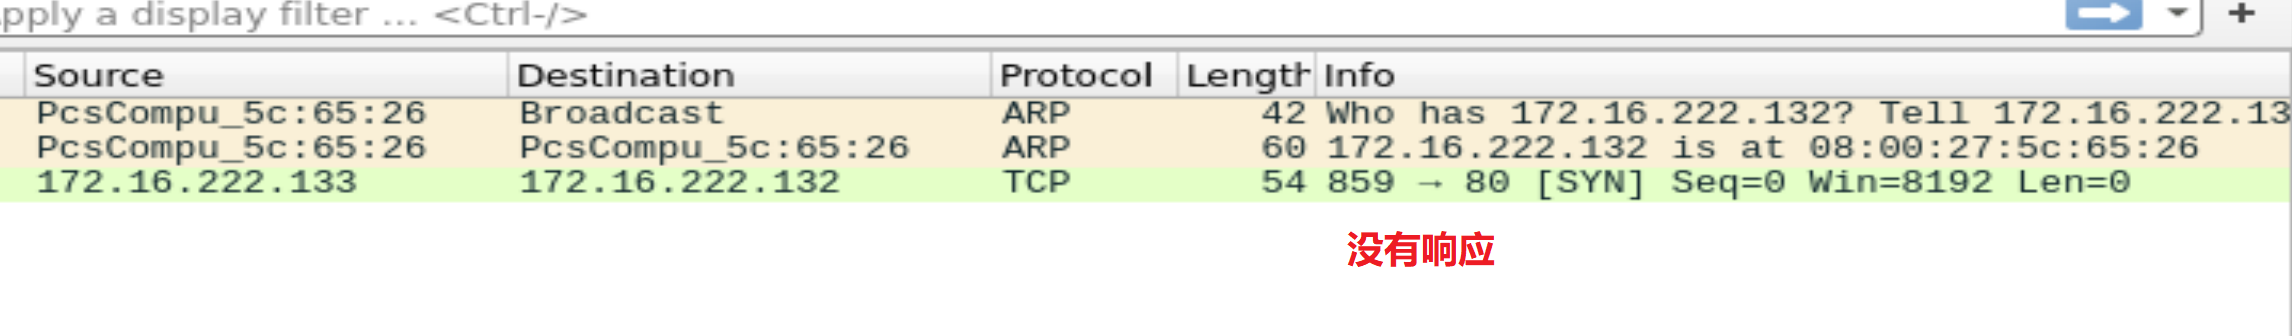 pply a display filter ... <Ctrl-/>
Source Destination Protocol Length Info
PcsCompu_5c:65:26 Broadcast ARP 42 Who has 172.16.222.132? Tell 172.16.222.13
PcsCompu_5c:65:26 PcsCompu_5c:65:26 ARP 60 172.16.222.132 is at 08:00:27:5c:65:26
172.16.222.133 172.16.222.132 TCP 54 859 → 80 [SYN] Seq=0 Win=8192 Len=0
没有响应